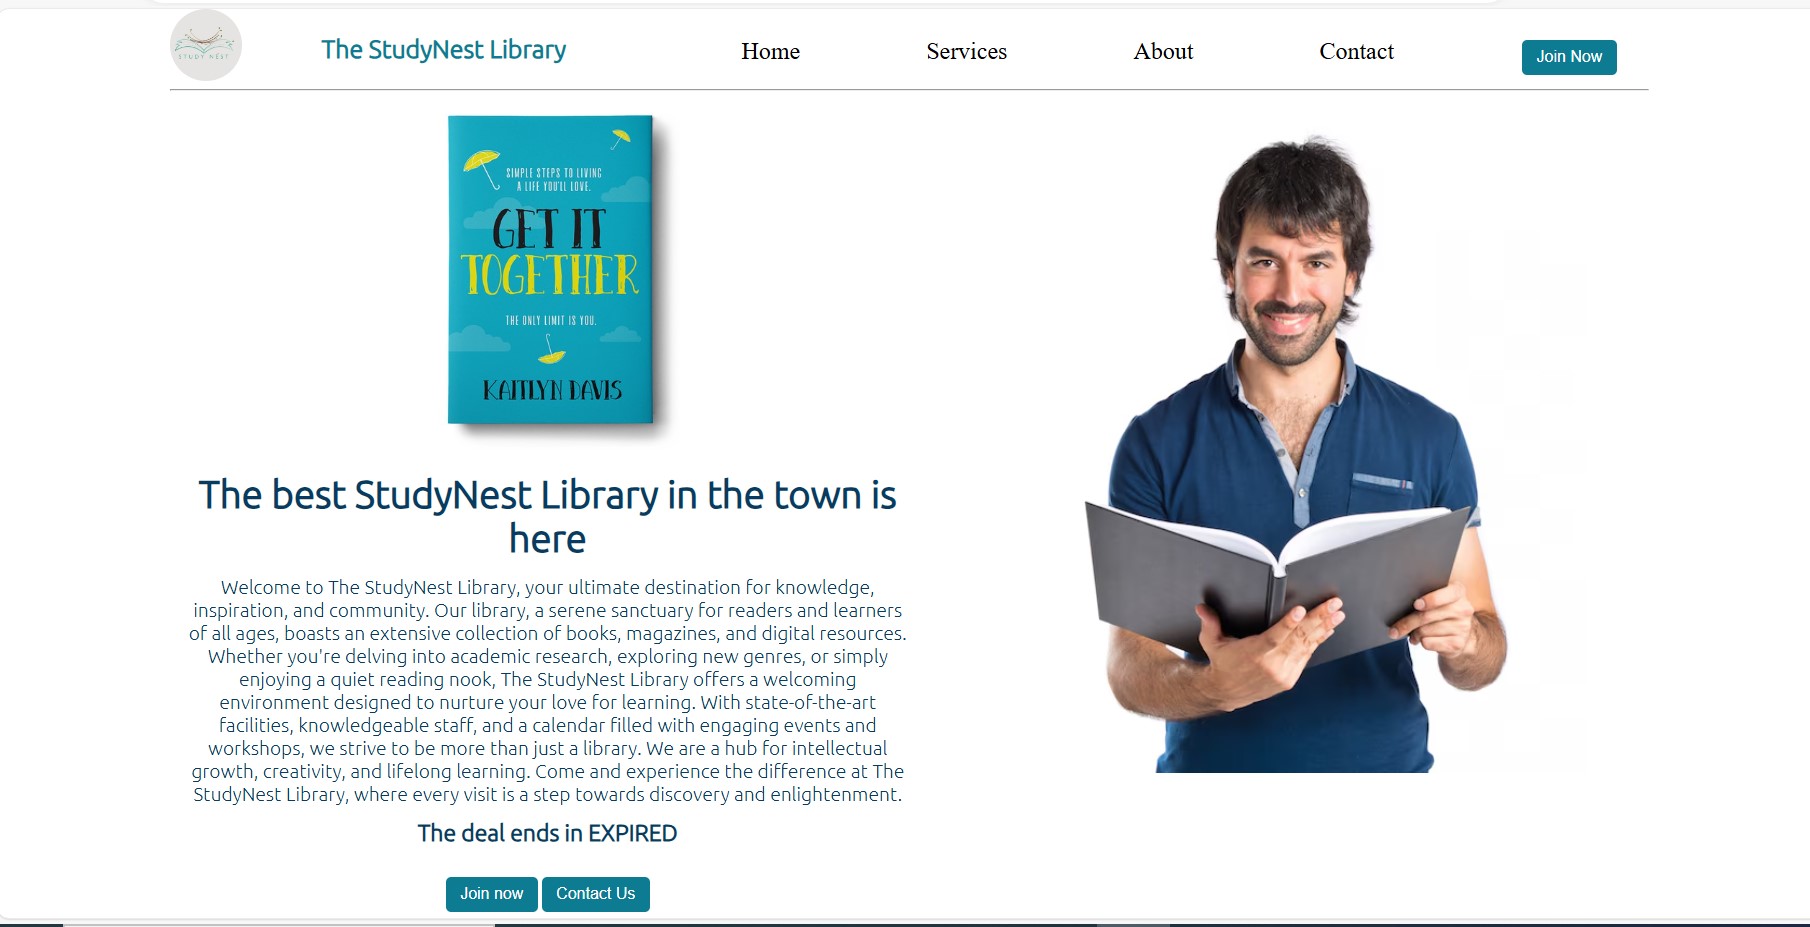 STUDY NEST
The StudyNest Library
Home
Services
About
Contact
Join Now
SIMPLE STEPS TO LIVING
A LIFE YOU'LL LOVE.
GET IT
TOGETHER
THE ONLY LIMIT IS YOU.
KAITLYN DAVIS
The best StudyNest Library in the town is
here
Welcome to The StudyNest Library, your ultimate destination for knowledge,
inspiration, and community. Our library, a serene sanctuary for readers and learners
of all ages, boasts an extensive collection of books, magazines, and digital resources.
Whether you're delving into academic research, exploring new genres, or simply
enjoying a quiet reading nook, The StudyNest Library offers a welcoming
environment designed to nurture your love for learning. With state-of-the-art
facilities, knowledgeable staff, and a calendar filled with engaging events and
workshops, we strive to be more than just a library. We are a hub for intellectual
growth, creativity, and lifelong learning. Come and experience the difference at The
StudyNest Library, where every visit is a step towards discovery and enlightenment.
The deal ends in EXPIRED
Join now
Contact Us